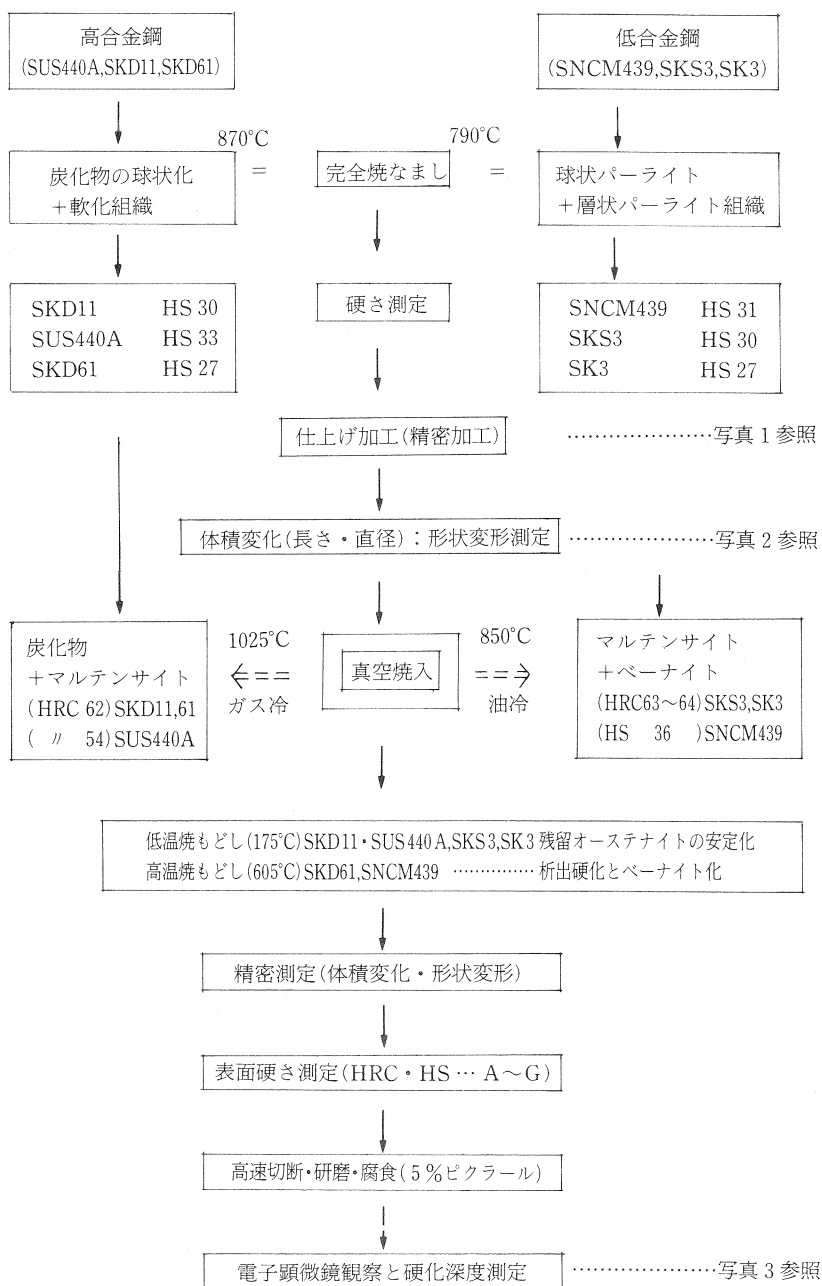 高合金鋼
(SUS440A,SKD11,SKD61)
低合金鋼
(SNCM439,SKS3,SK3)
870℃
790℃
炭化物の球状化
＋軟化組織
=
完全焼なまし
=
球状パーライト
＋層状パーライト組織
SKD11 HS 30
SUS440A HS 33
SKD61 HS 27
硬さ測定
SNCM439 HS 31
SKS3 HS 30
SK3 HS 27
仕上げ加工(精密加工)
…………………写真 1 参照
体積変化(長さ・直径)：形状変形測定
…………………写真 2 参照
炭化物
＋マルテンサイト
(HRC 62)SKD11,61
( 〃 54)SUS440A
1025℃
ガス冷
真空焼入
850℃
油冷
マルテンサイト
＋ベーナイト
(HRC63〜64)SKS3,SK3
(HS 36 )SNCM439
低温焼もどし(175℃)SKD11・SUS440A,SKS3,SK3 残留オーステナイトの安定化
高温焼もどし(605℃)SKD61,SNCM439 …………… 析出硬化とベーナイト化
精密測定(体積変化・形状変形)
表面硬さ測定(HRC・HS … A〜G)
高速切断・研磨・腐食(5％ピクラール)
電子顕微鏡観察と硬化深度測定
…………………写真 3 参照